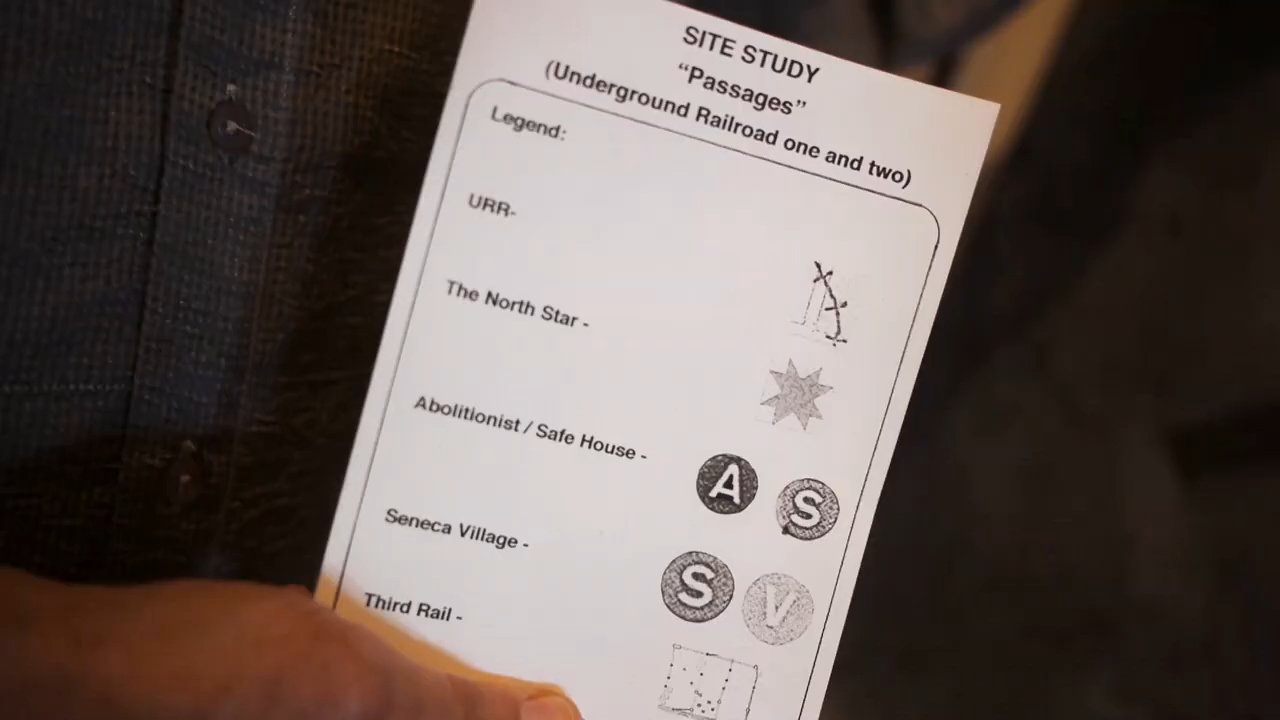 SITE STUDY
“Passages”
(Underground Railroad one and two)
Legend:
URR-
The North Star -
Abolitionist / Safe House -
A S
Seneca Village -
S V
Third Rail -